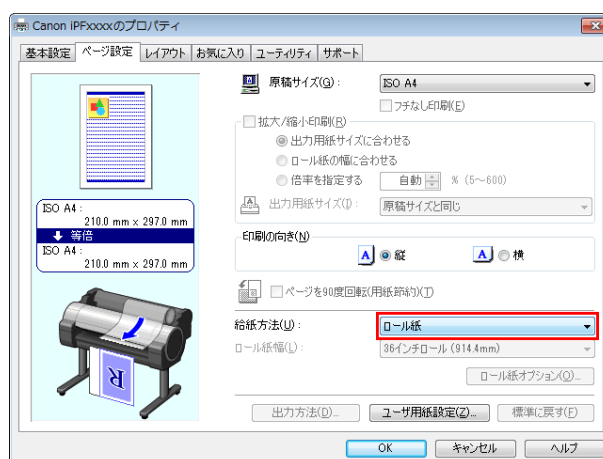 Canon iPFxxxxのプロパティ
基本設定 ページ設定 レイアウト お気に入り ユーティリティ サポート
原稿サイズ(G): ISO A4
フチなし印刷(E)
拡大/縮小印刷(R)
出力用紙サイズに合わせる
ロール紙の幅に合わせる
倍率を指定する 自動 % (5～600)
出力用紙サイズ(I): 原稿サイズと同じ
ISO A4 :
210.0 mm × 297.0 mm
等倍
ISO A4 :
210.0 mm × 297.0 mm
印刷の向き(N)
A 縦 A 横
ページを90度回転(用紙節約)(T)
給紙方法(U): ロール紙
ロール紙幅(L): 36インチロール (914.4mm)
ロール紙オプション(O)...
R
出力方法(D)... ユーザ用紙設定(Z)... 標準に戻す(F)
OK キャンセル ヘルプ